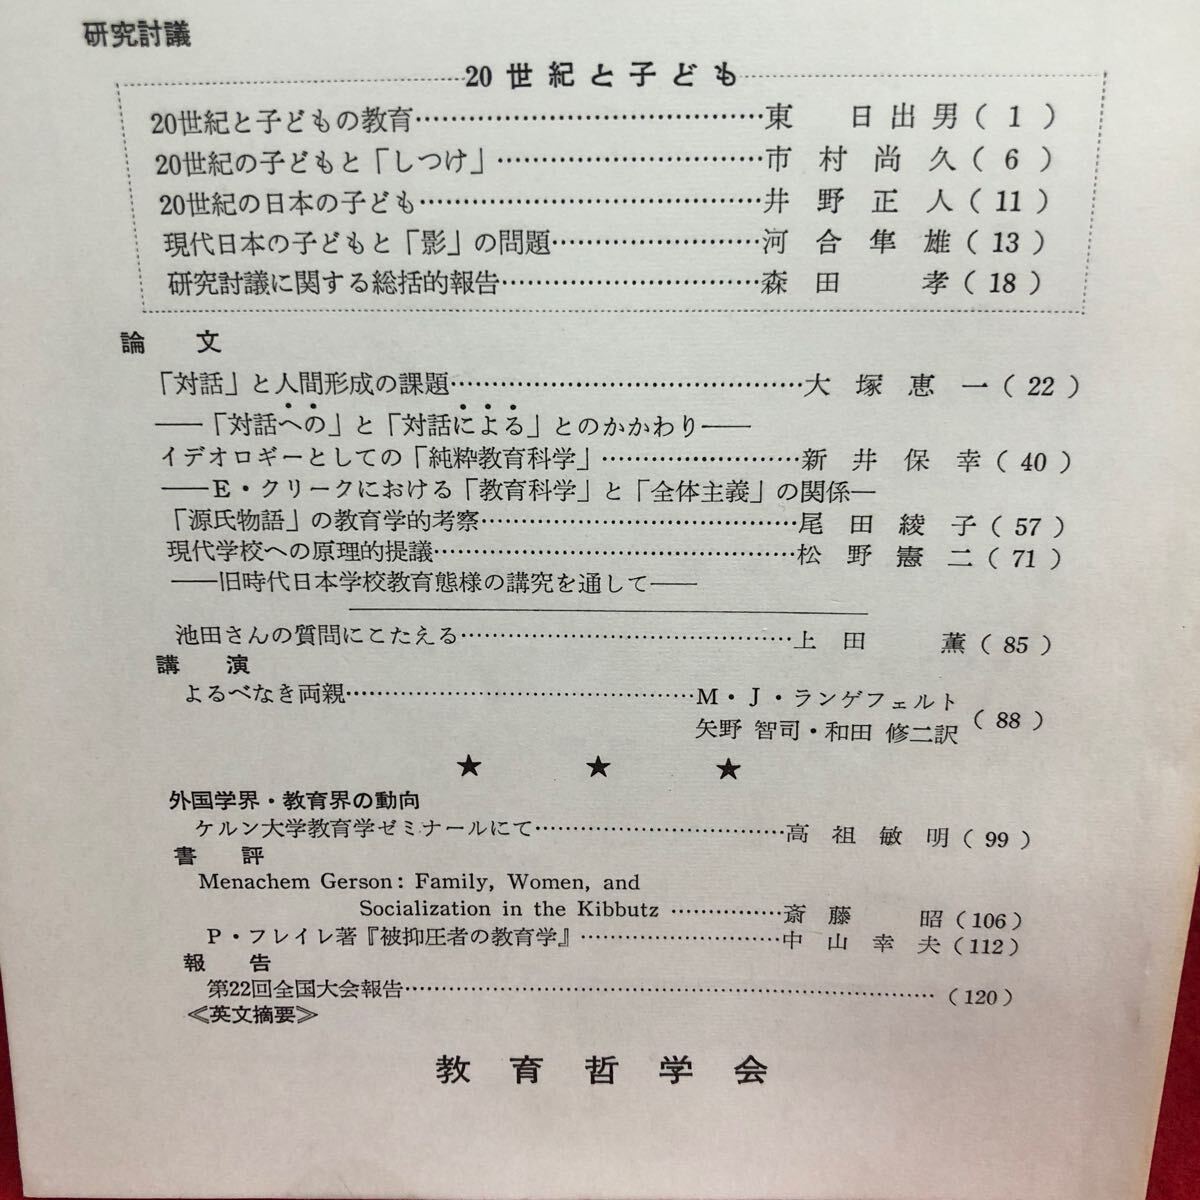 研究討議
20世紀と子ども
20世紀と子どもの教育……………………………東　日出男（1）
20世紀の子どもと「しつけ」……………………市村尚久（6）
20世紀の日本の子ども……………………………井野正人（11）
現代日本の子どもと「影」の問題…………………河合隼雄（13）
研究討議に関する総括的報告………………………森田　孝（18）
論　文
「対話」と人間形成の課題……………………………大塚恵一（22）
――「対話への」と「対話による」とのかかわり――
イデオロギーとしての「純粋教育科学」………………新井保幸（40）
――E・クリークにおける「教育科学」と「全体主義」の関係―
「源氏物語」の教育学的考察…………………………尾田綾子（57）
現代学校への原理的提議………………………………松野憲二（71）
――旧時代日本学校教育態様の講究を通して――
池田さんの質問にこたえる……………………………上田　薫（85）
講　演
よるべなき両親……………………………M・J・ランゲフェルト
矢野 智司・和田 修二訳（88）
★　★　★
外国学界・教育界の動向
ケルン大学教育学ゼミナールにて……………………高祖敏明（99）
書　評
Menachem Gerson: Family, Women, and
Socialization in the Kibbutz …………斎藤　昭（106）
P・フレイレ著『被抑圧者の教育学』…………………中山幸夫（112）
報　告
第22回全国大会報告……………………………………………（120）
≪英文摘要≫
教育哲学会